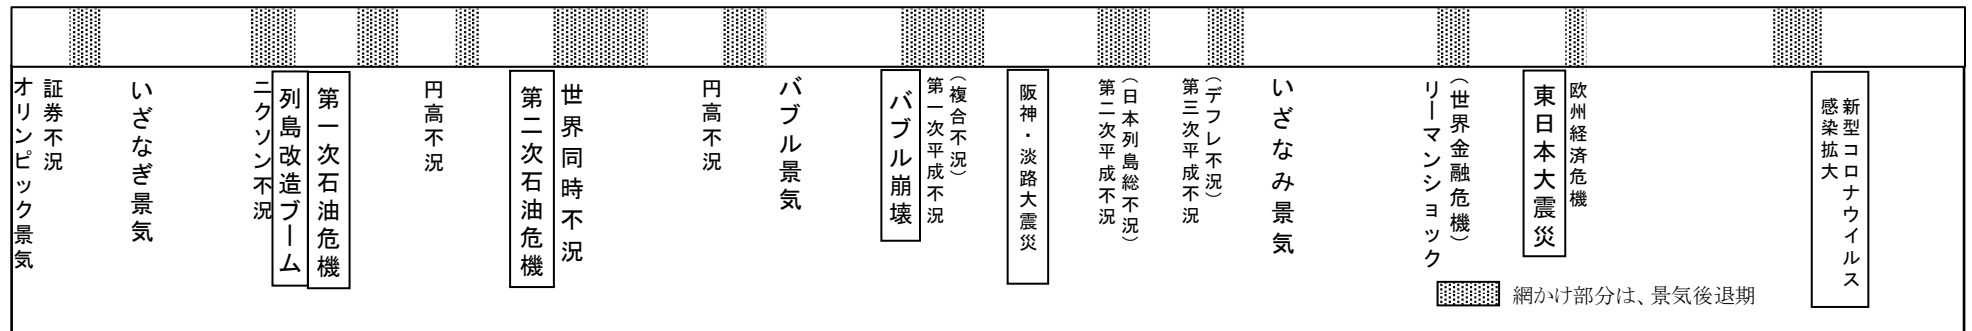 オリンピック景気
証券不況
いざなぎ景気
ニクソン不況
列島改造ブーム
第一次石油危機
円高不況
第二次石油危機
世界同時不況
円高不況
バブル景気
バブル崩壊
第一次平成不況
（複合不況）
阪神・淡路大震災
第二次平成不況
（日本列島総不況）
第三次平成不況
（デフレ不況）
いざなみ景気
リーマンショック
（世界金融危機）
東日本大震災
欧州経済危機
新型コロナウイルス
感染拡大
網かけ部分は、景気後退期